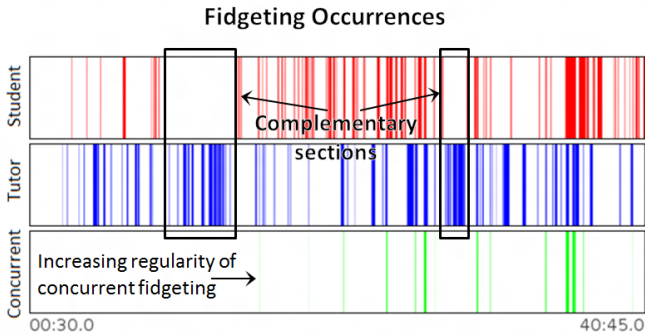 Fidgeting Occurrences
Student
Complementary
sections
Tutor
Concurrent
Increasing regularity of
concurrent fidgeting
00:30.0
40:45.0